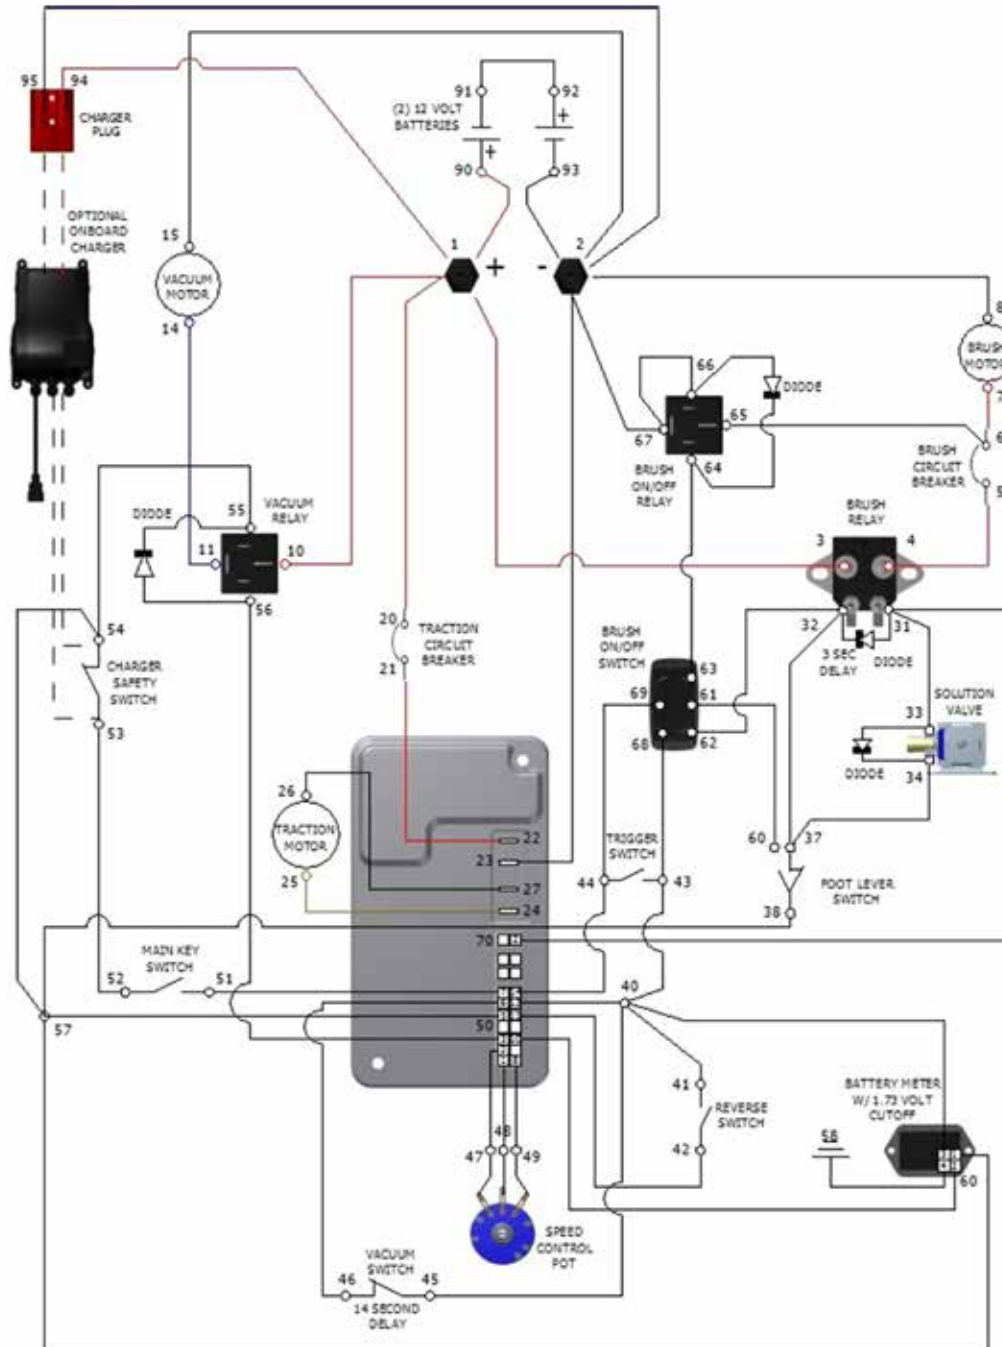 95
94
CHARGER
PLUG
91
92
(2) 12 VOLT
BATTERIES
+
+
90
93
OPTIONAL
ONBOARD
CHARGER
15
VACUUM
MOTOR
14
1
+
2
-
8
BRUSH
MOTOR
7
66
DIODE
65
67
64
BRUSH
ON/OFF
RELAY
6
BRUSH
CIRCUIT
BREAKER
5
DIODE
55
VACUUM
RELAY
11
10
56
BRUSH
RELAY
3
4
32
31
3 SEC
DELAY
DIODE
54
CHARGER
SAFETY
SWITCH
53
20
TRACTION
CIRCUIT
BREAKER
21
BRUSH
ON/OFF
SWITCH
63
69
61
68
62
SOLUTION
VALVE
33
DIODE
34
26
TRACTION
MOTOR
25
22
23
27
24
70
50
TRIGGER
SWITCH
44
43
60
37
FOOT LEVER
SWITCH
38
MAIN KEY
SWITCH
52
51
57
40
41
REVERSE
SWITCH
42
BATTERY METER
W/ 1.73 VOLT
CUTOFF
58
60
47
48
49
SPEED
CONTROL
POT
VACUUM
SWITCH
46
45
14 SECOND
DELAY